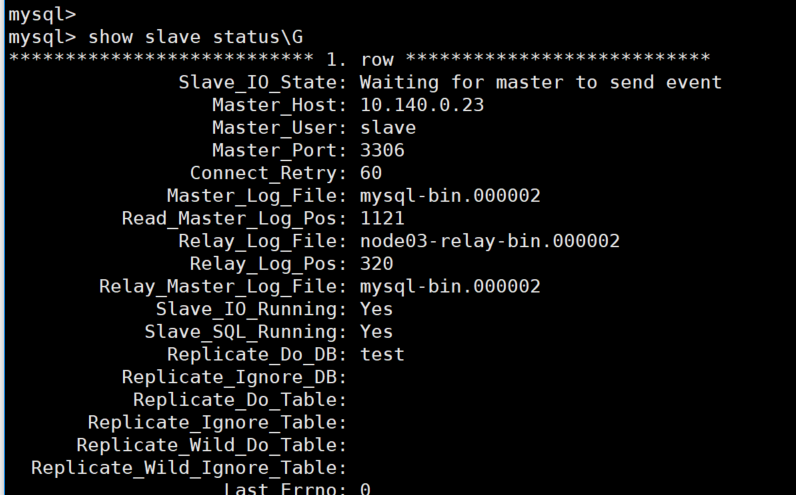 mysql>
mysql> show slave status\G
*************************** 1. row ***************************
Slave_IO_State: Waiting for master to send event
Master_Host: 10.140.0.23
Master_User: slave
Master_Port: 3306
Connect_Retry: 60
Master_Log_File: mysql-bin.000002
Read_Master_Log_Pos: 1121
Relay_Log_File: node03-relay-bin.000002
Relay_Log_Pos: 320
Relay_Master_Log_File: mysql-bin.000002
Slave_IO_Running: Yes
Slave_SQL_Running: Yes
Replicate_Do_DB: test
Replicate_Ignore_DB:
Replicate_Do_Table:
Replicate_Ignore_Table:
Replicate_Wild_Do_Table:
Replicate_Wild_Ignore_Table:
Last_Errno: 0